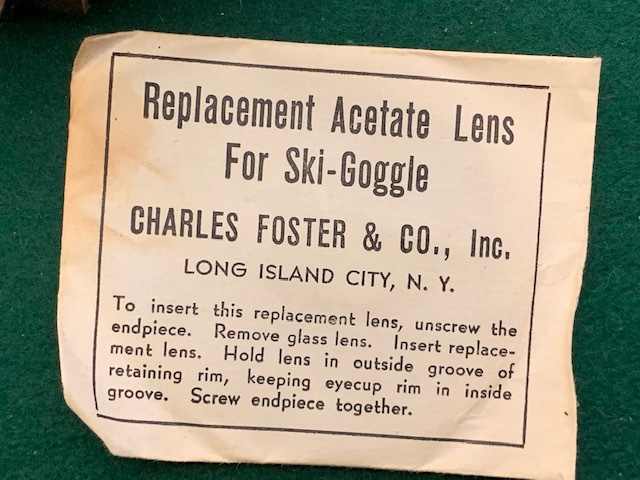 Replacement Acetate Lens
For Ski-Goggle
CHARLES FOSTER & CO., Inc.
LONG ISLAND CITY, N. Y.
To insert this replacement lens, unscrew the
endpiece. Remove glass lens. Insert replace-
ment lens. Hold lens in outside groove of
retaining rim, keeping eyecup rim in inside
groove. Screw endpiece together.